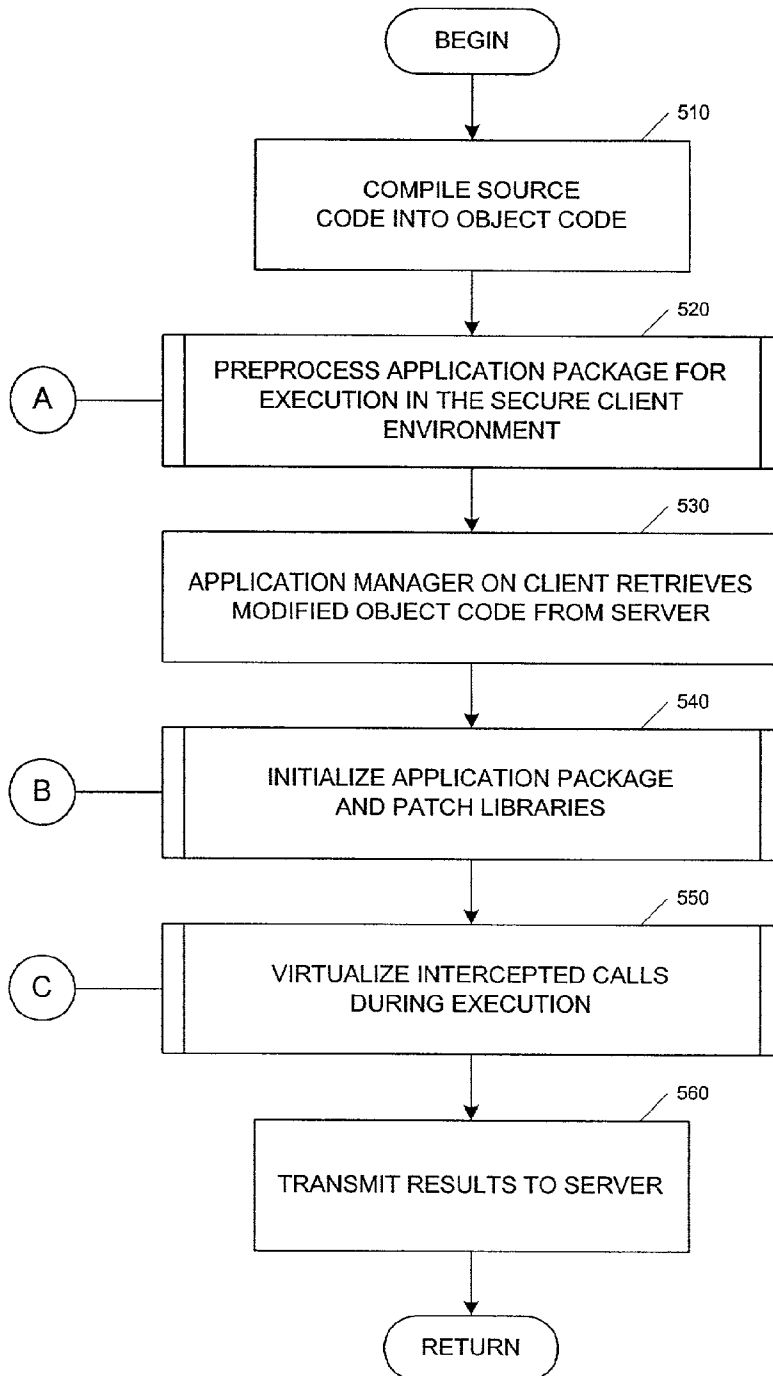 BEGIN
510
COMPILE SOURCE
CODE INTO OBJECT CODE
520
A
PREPROCESS APPLICATION PACKAGE FOR
EXECUTION IN THE SECURE CLIENT
ENVIRONMENT
530
APPLICATION MANAGER ON CLIENT RETRIEVES
MODIFIED OBJECT CODE FROM SERVER
540
B
INITIALIZE APPLICATION PACKAGE
AND PATCH LIBRARIES
550
C
VIRTUALIZE INTERCEPTED CALLS
DURING EXECUTION
560
TRANSMIT RESULTS TO SERVER
RETURN